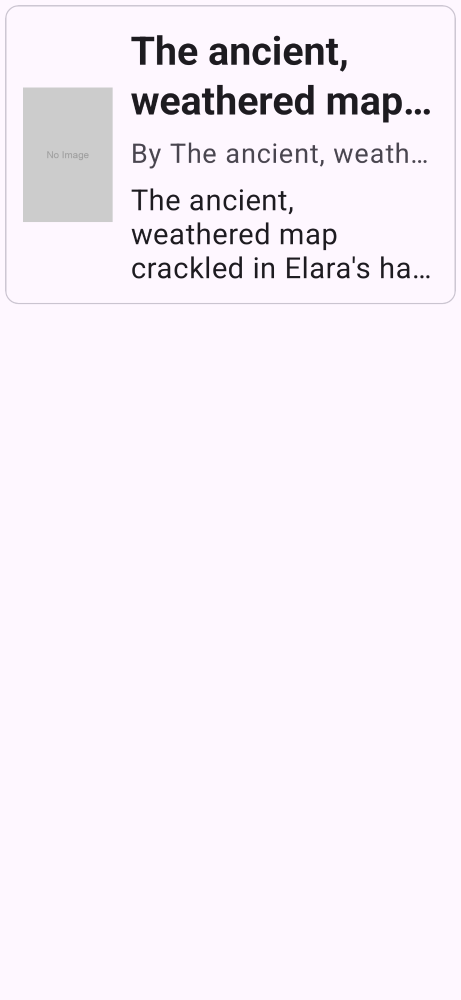 The ancient,
weathered map…
By The ancient, weath…
No Image
The ancient,
weathered map
crackled in Elara's ha…